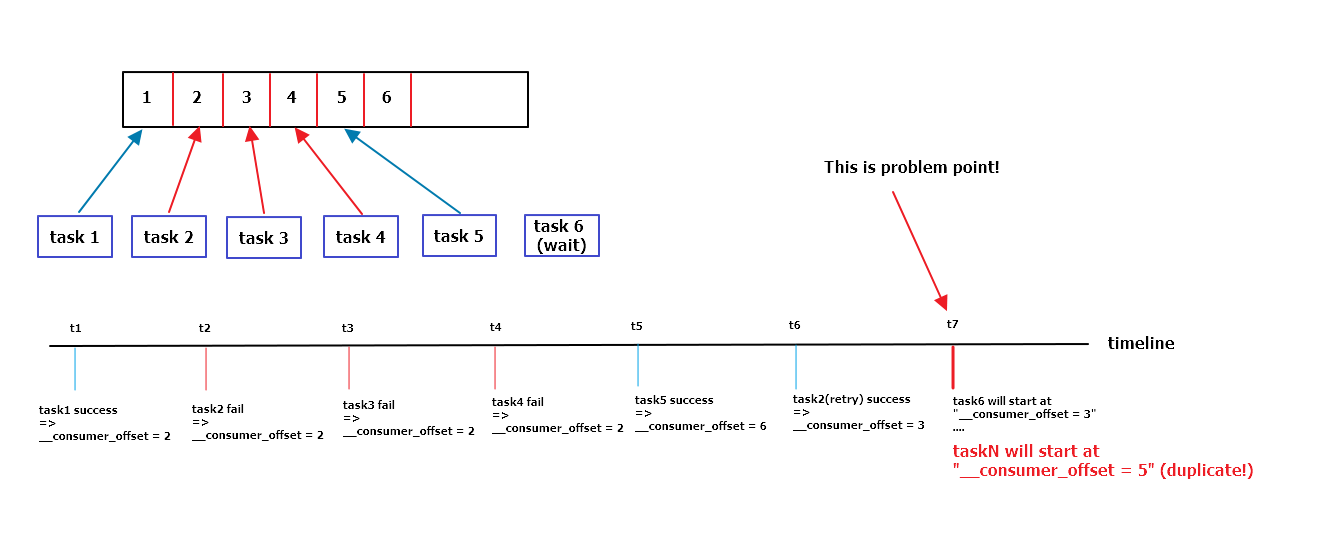 1 2 3 4 5 6
This is problem point!
task 1 task 2 task 3 task 4 task 5 task 6
(wait)
t1 t2 t3 t4 t5 t6 t7
timeline
task1 success
=>
__consumer_offset = 2
task2 fail
=>
__consumer_offset = 2
task3 fail
=>
__consumer_offset = 2
task4 fail
=>
__consumer_offset = 2
task5 success
=>
__consumer_offset = 6
task2(retry) success
=>
__consumer_offset = 3
task6 will start at
"__consumer_offset = 3"
....
taskN will start at
"__consumer_offset = 5" (duplicate!)